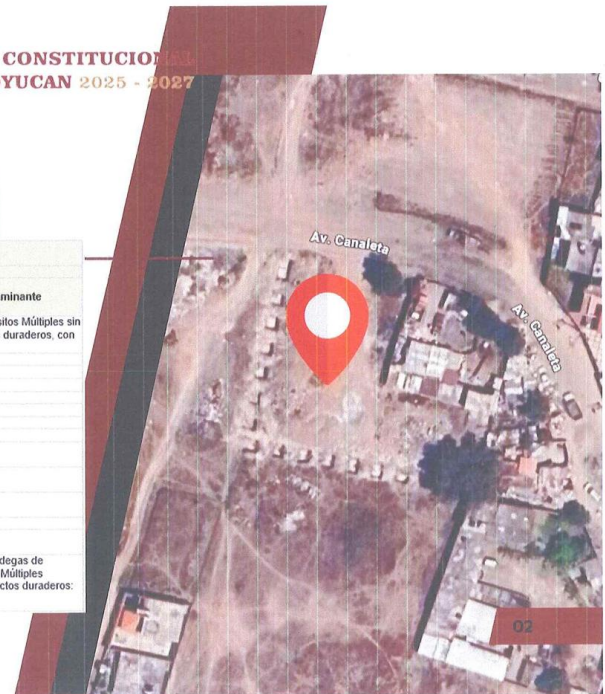 CONSTITUCIONAL
YUCAN 2025 - 2027
minante
sitos Múltiples sin
duraderos, con
degas de
Múltiples
ctos duraderos:
Av. Canaleta
Av. Canaleta
02